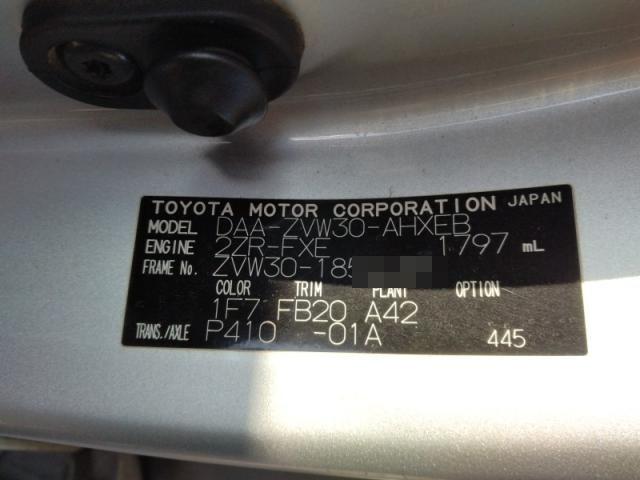 TOYOTA MOTOR CORPORATION JAPAN
MODEL DAA-ZVW30-AHXEB
ENGINE 2ZR-FXE 1797 mL
FRAME No. ZVW30-185
COLOR TRIM PLANT OPTION
1F7 FB20 A42
TRANS./AXLE P410 -01A 445